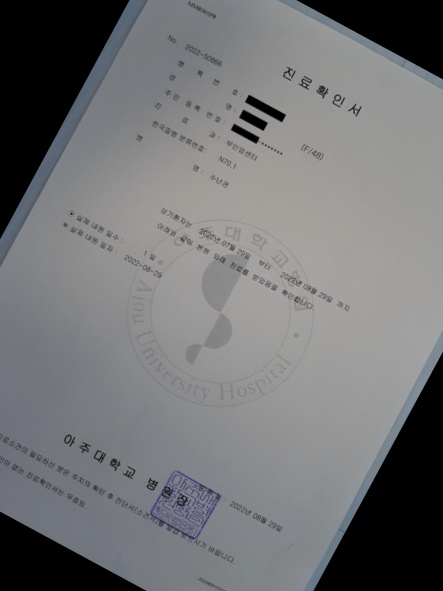 진료확인서
No. 2022-50866
등 록 번 호 :
성 명 :
주민 등록 번호 : ******* (F/48)
진 료 과 : 부인암센터
한국질병 분류번호: N70.1
병 명 : 수난관
상기환자는 2022년 07월 29일 부터 2022년 08월 29일 까지
아래와 같이 본원 외래 진료를 받았음을 확인합니다.
실제 내원 일수 : 1 일
실제 내원 일자 : 2022-08-29
아주대학교 병원
Ajou University Hospital
2022년 08월 29일
아주대학교 병원장